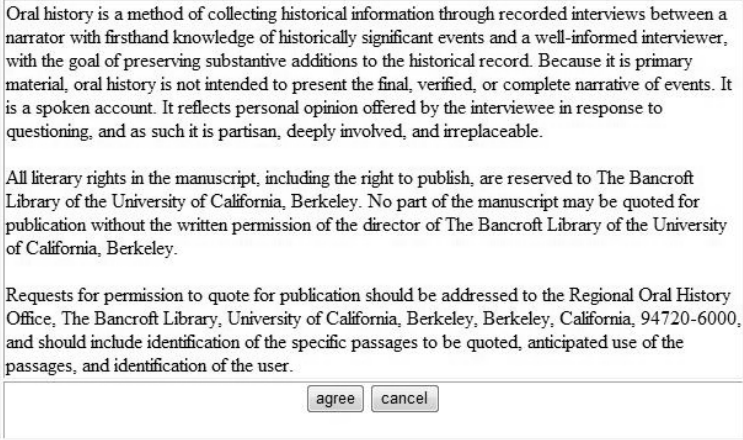 Oral history is a method of collecting historical information through recorded interviews between a
narrator with firsthand knowledge of historically significant events and a well-informed interviewer,
with the goal of preserving substantive additions to the historical record. Because it is primary
material, oral history is not intended to present the final, verified, or complete narrative of events. It
is a spoken account. It reflects personal opinion offered by the interviewee in response to
questioning, and as such it is partisan, deeply involved, and irreplaceable.
All literary rights in the manuscript, including the right to publish, are reserved to The Bancroft
Library of the University of California, Berkeley. No part of the manuscript may be quoted for
publication without the written permission of the director of The Bancroft Library of the University
of California, Berkeley.
Requests for permission to quote for publication should be addressed to the Regional Oral History
Office, The Bancroft Library, University of California, Berkeley, Berkeley, California, 94720-6000,
and should include identification of the specific passages to be quoted, anticipated use of the
passages, and identification of the user.
agree cancel